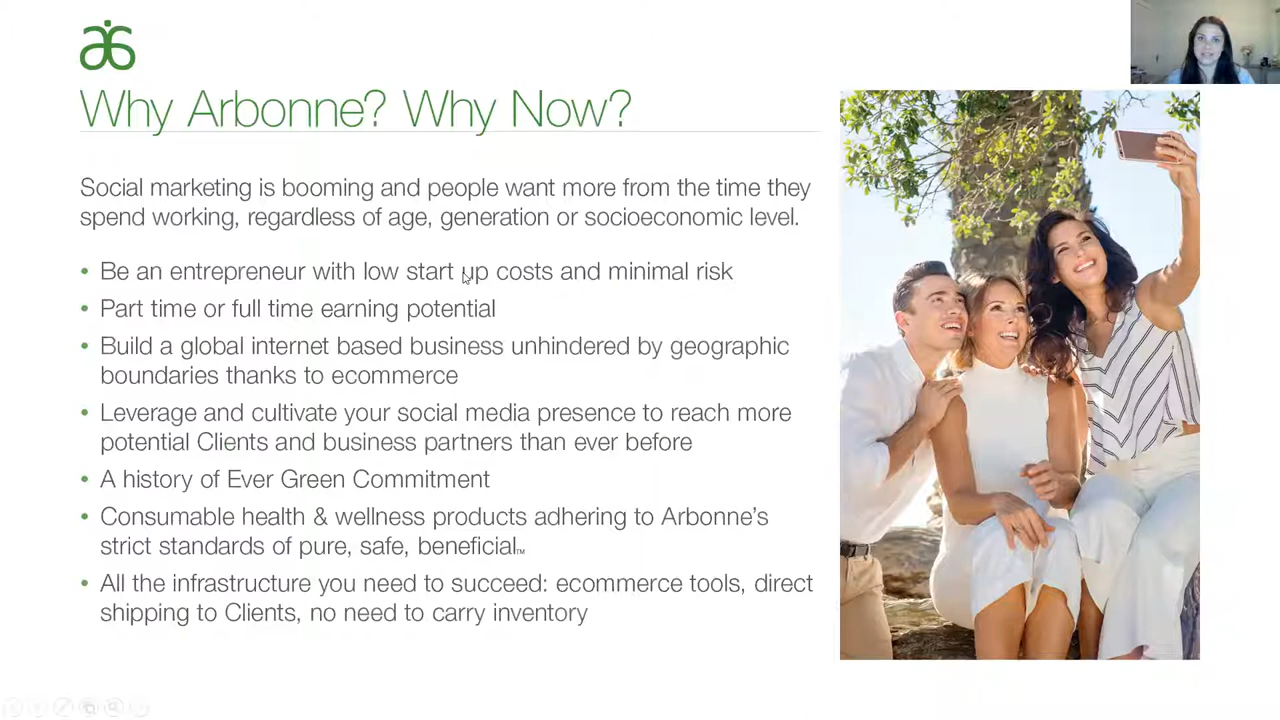 Why Arbonne? Why Now?
Social marketing is booming and people want more from the time they
spend working, regardless of age, generation or socioeconomic level.
• Be an entrepreneur with low start up costs and minimal risk
• Part time or full time earning potential
• Build a global internet based business unhindered by geographic
boundaries thanks to ecommerce
• Leverage and cultivate your social media presence to reach more
potential Clients and business partners than ever before
• A history of Ever Green Commitment
• Consumable health & wellness products adhering to Arbonne's
strict standards of pure, safe, beneficial™
• All the infrastructure you need to succeed: ecommerce tools, direct
shipping to Clients, no need to carry inventory